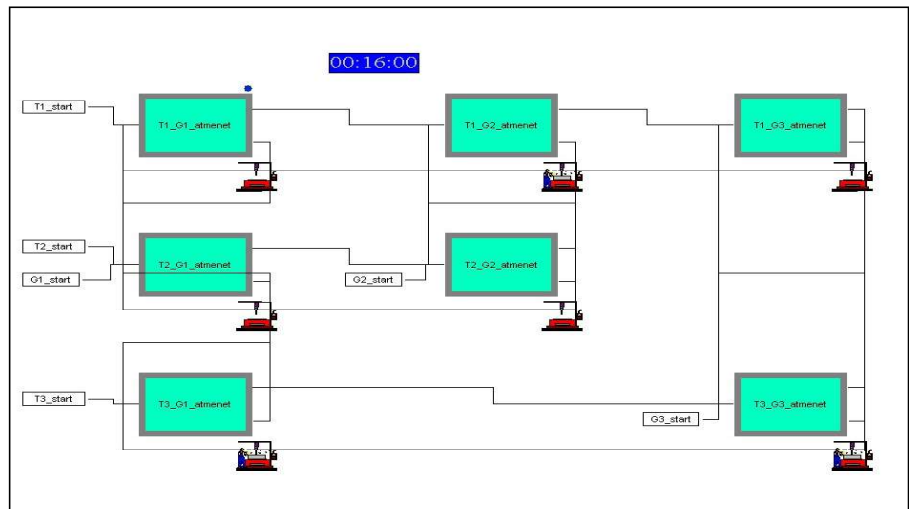 00:16:00
T1_start
T1_G1_atmenet
T1_G2_atmenet
T1_G3_atmenet
T2_start
T2_G1_atmenet
T2_G2_atmenet
G1_start
G2_start
T3_start
T3_G1_atmenet
T3_G3_atmenet
G3_start